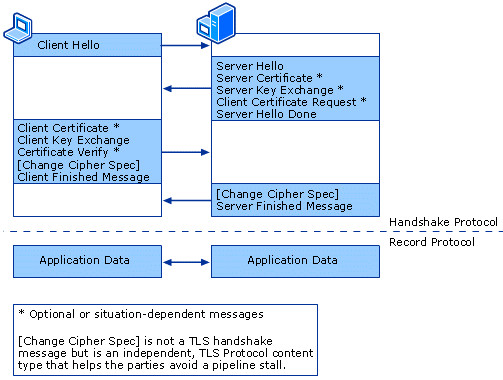 Client Hello
Server Hello
Server Certificate *
Server Key Exchange *
Client Certificate Request *
Server Hello Done
Client Certificate *
Client Key Exchange
Certificate Verify *
[Change Cipher Spec]
Client Finished Message
[Change Cipher Spec]
Server Finished Message
Handshake Protocol
Record Protocol
Application Data
Application Data
* Optional or situation-dependent messages
[Change Cipher Spec] is not a TLS handshake
message but is an independent, TLS Protocol content
type that helps the parties avoid a pipeline stall.